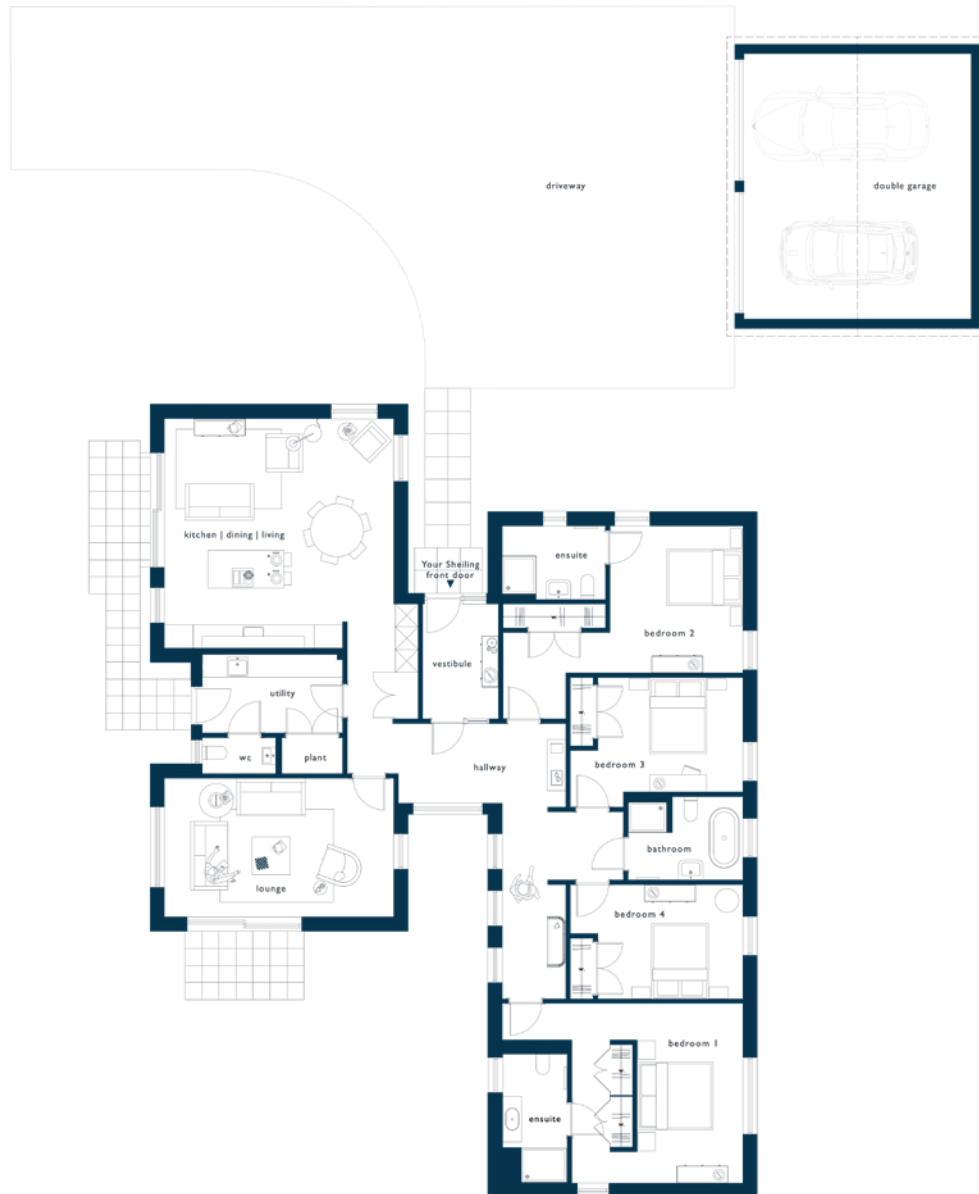 driveway
double garage
kitchen | dining | living
ensuite
Your Sheiling
front door
bedroom 2
vestibule
utility
wc
plant
hallway
bedroom 3
bathroom
lounge
bedroom 4
bedroom 1
ensuite